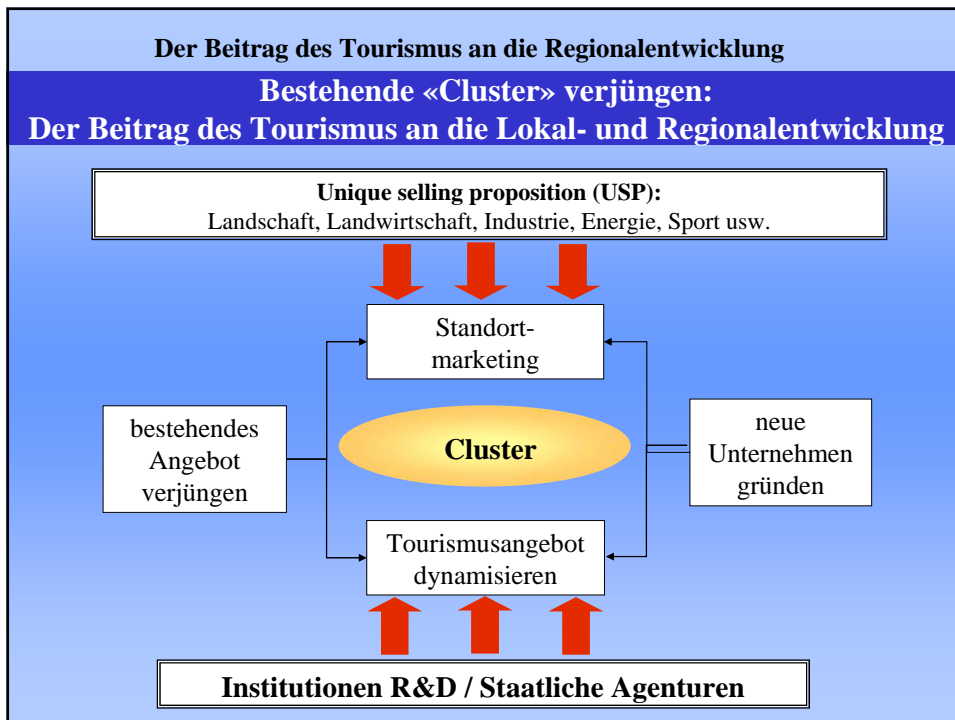 Der Beitrag des Tourismus an die Regionalentwicklung
Bestehende «Cluster» verjüngen:
Der Beitrag des Tourismus an die Lokal- und Regionalentwicklung
Unique selling proposition (USP):
Landschaft, Landwirtschaft, Industrie, Energie, Sport usw.
Standort-
marketing
bestehendes
Angebot
verjüngen
Cluster
neue
Unternehmen
gründen
Tourismusangebot
dynamisieren
Institutionen R&D / Staatliche Agenturen